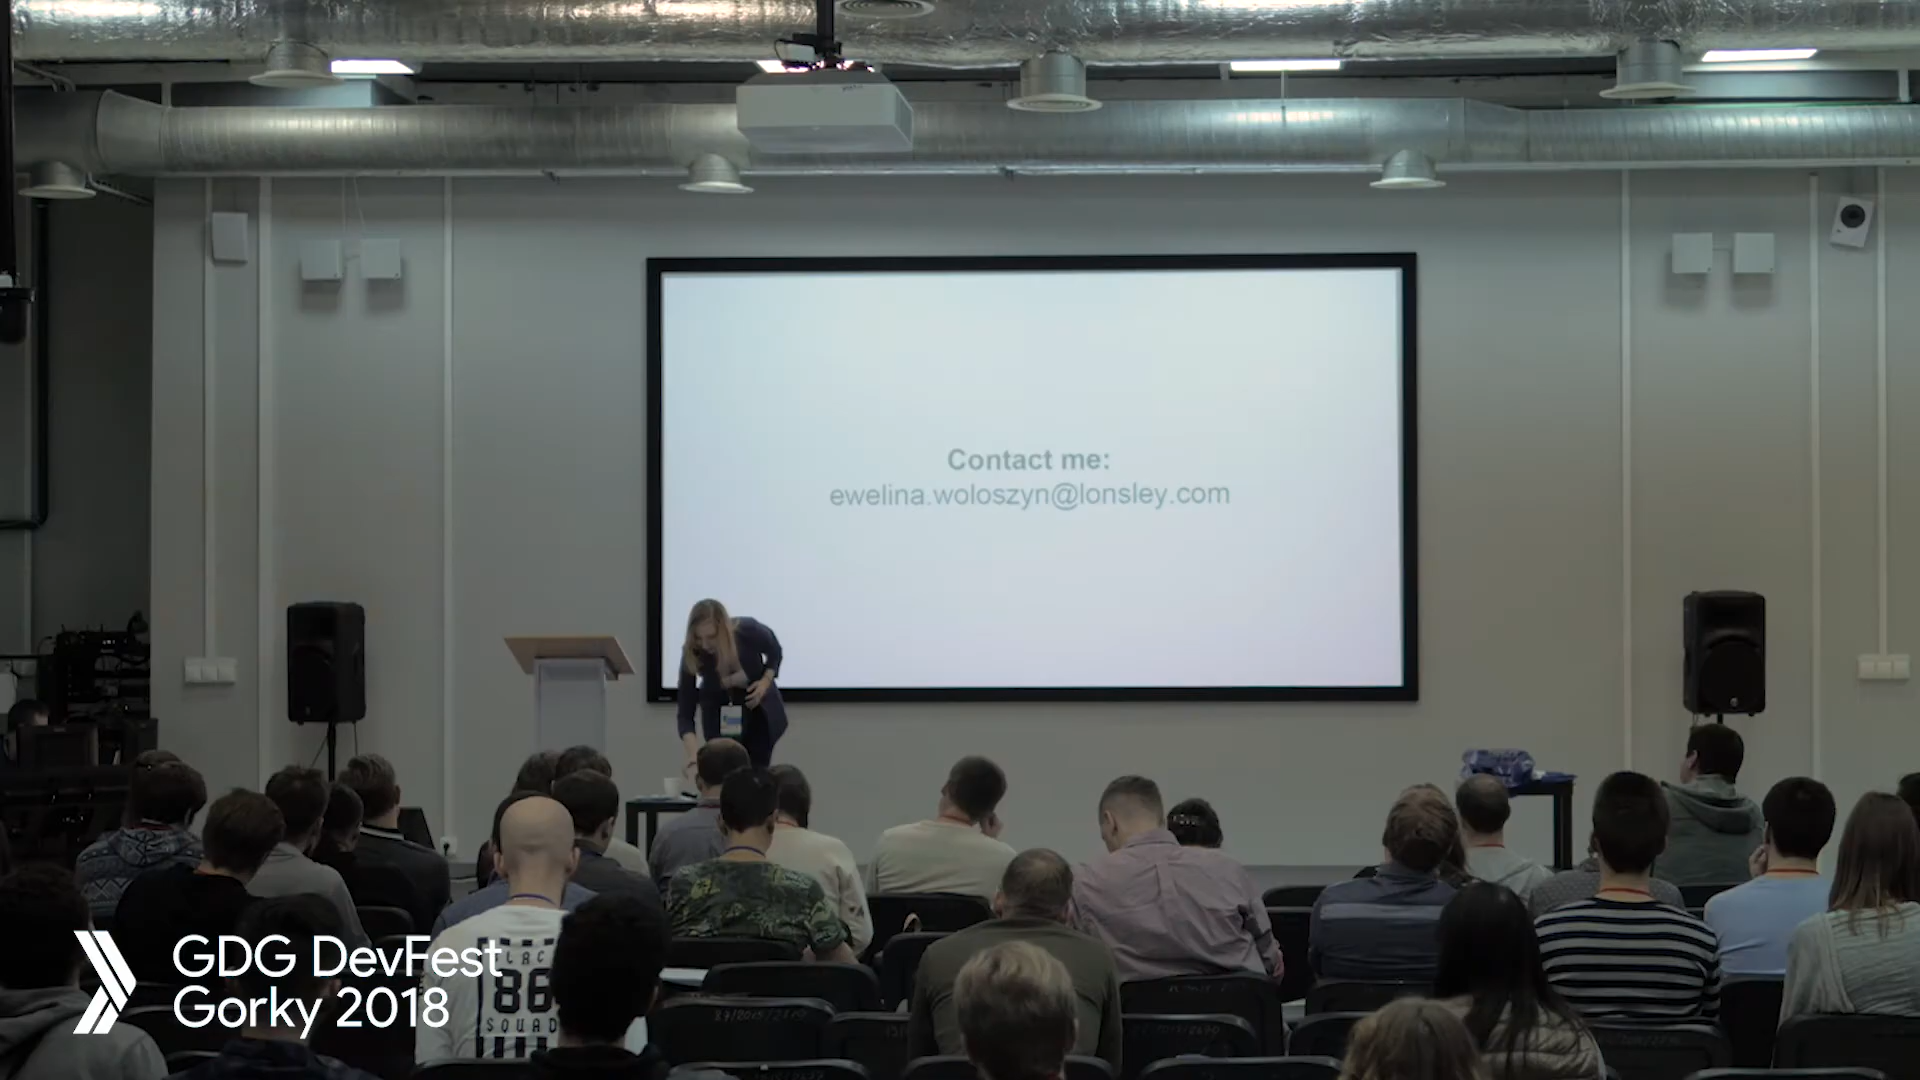 Contact me:
ewelina.woloszyn@lonsley.com
86
SQUAD
GDG DevFest
Gorky 2018